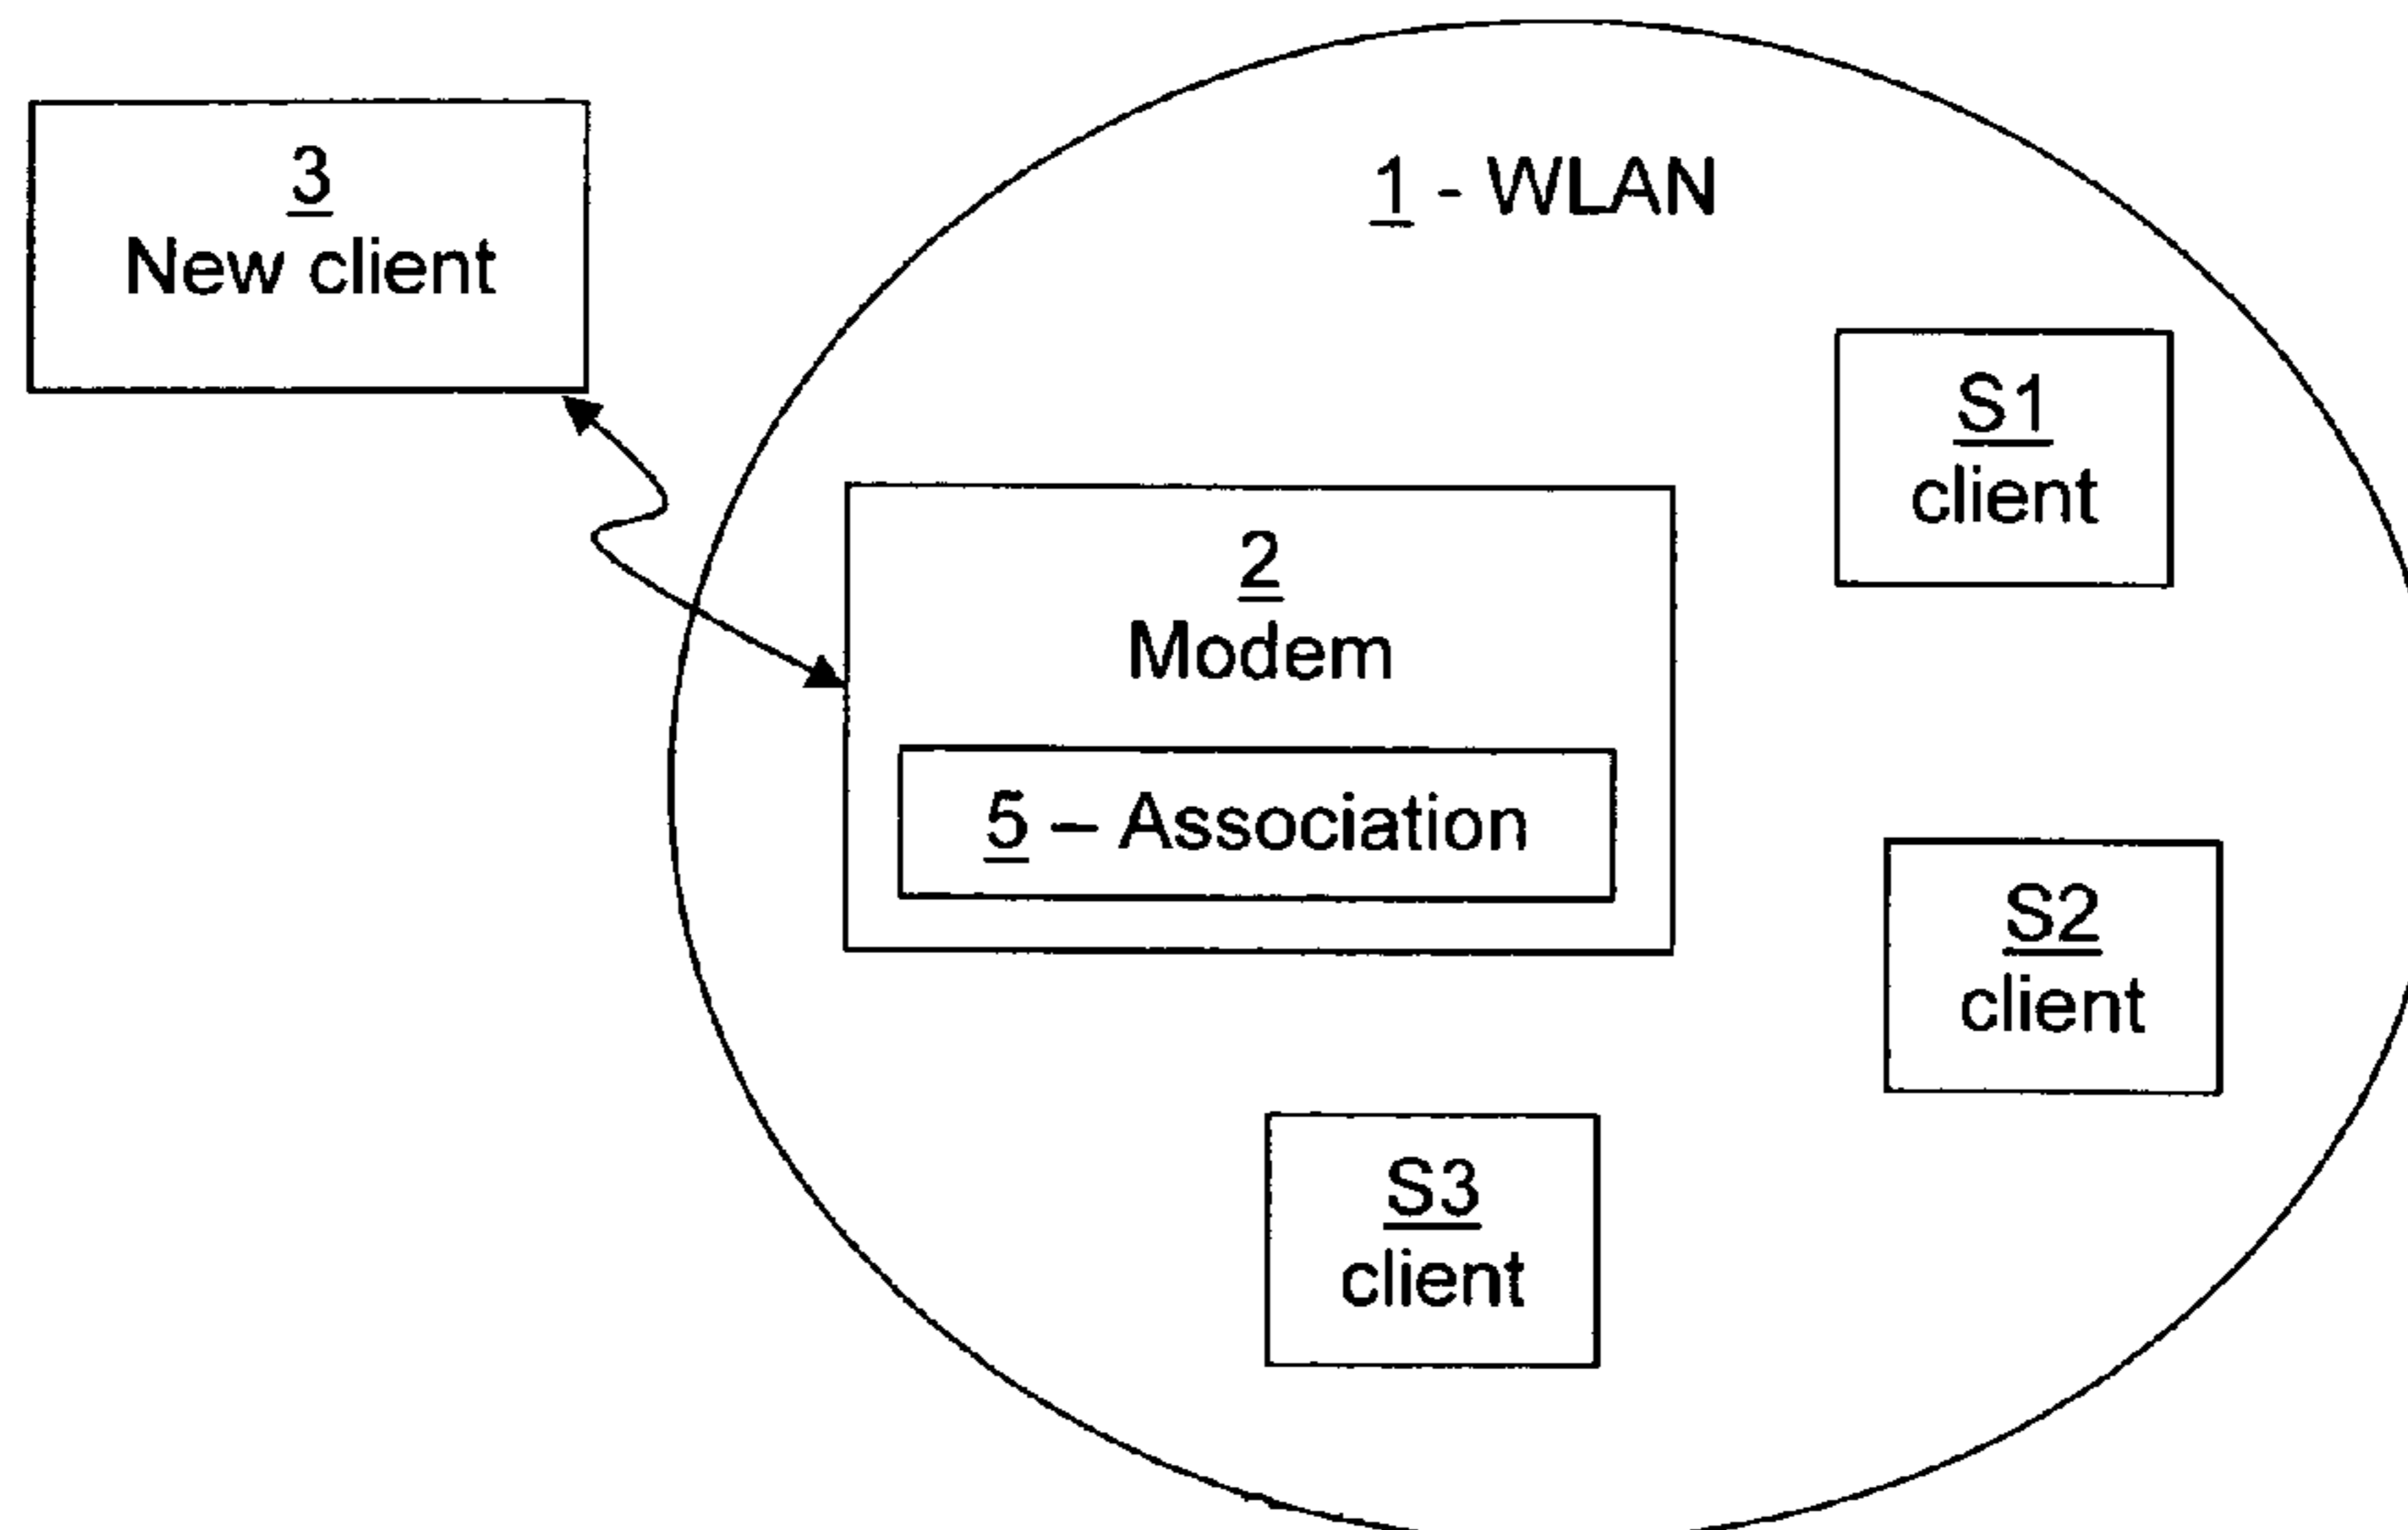 3
New client
1 - WLAN
S1
client
2
Modem
5 – Association
S2
client
S3
client